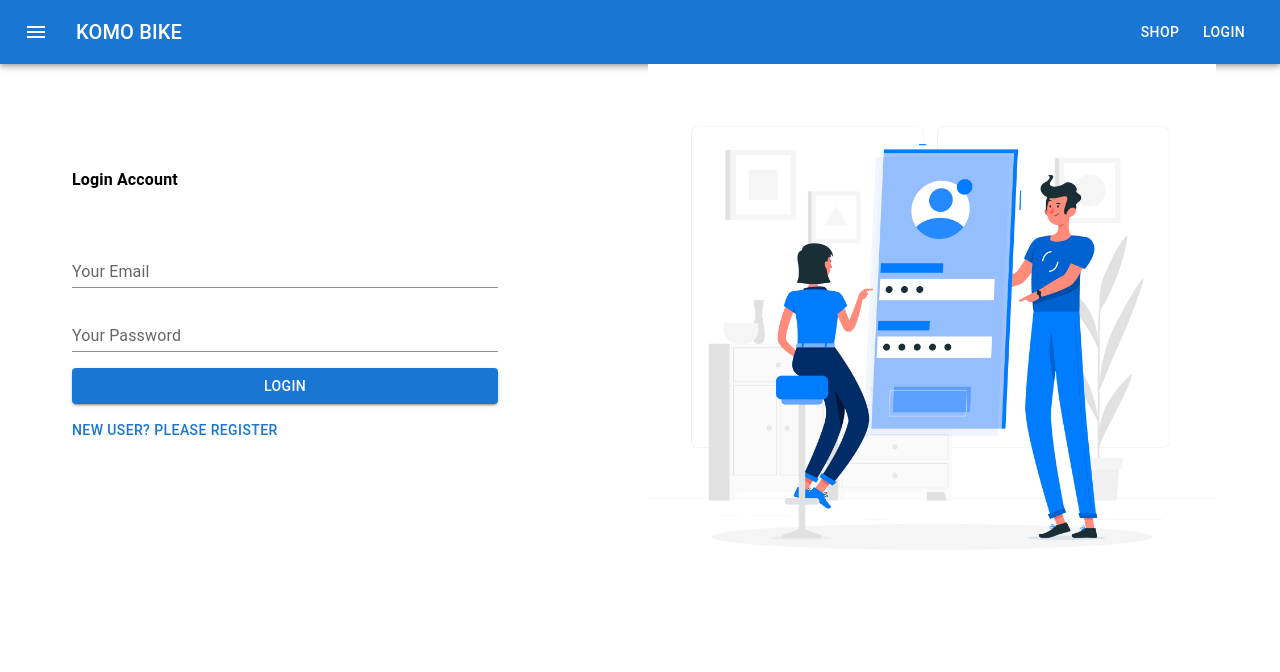 KOMO BIKE
SHOP
LOGIN
Login Account
Your Email
Your Password
LOGIN
NEW USER? PLEASE REGISTER